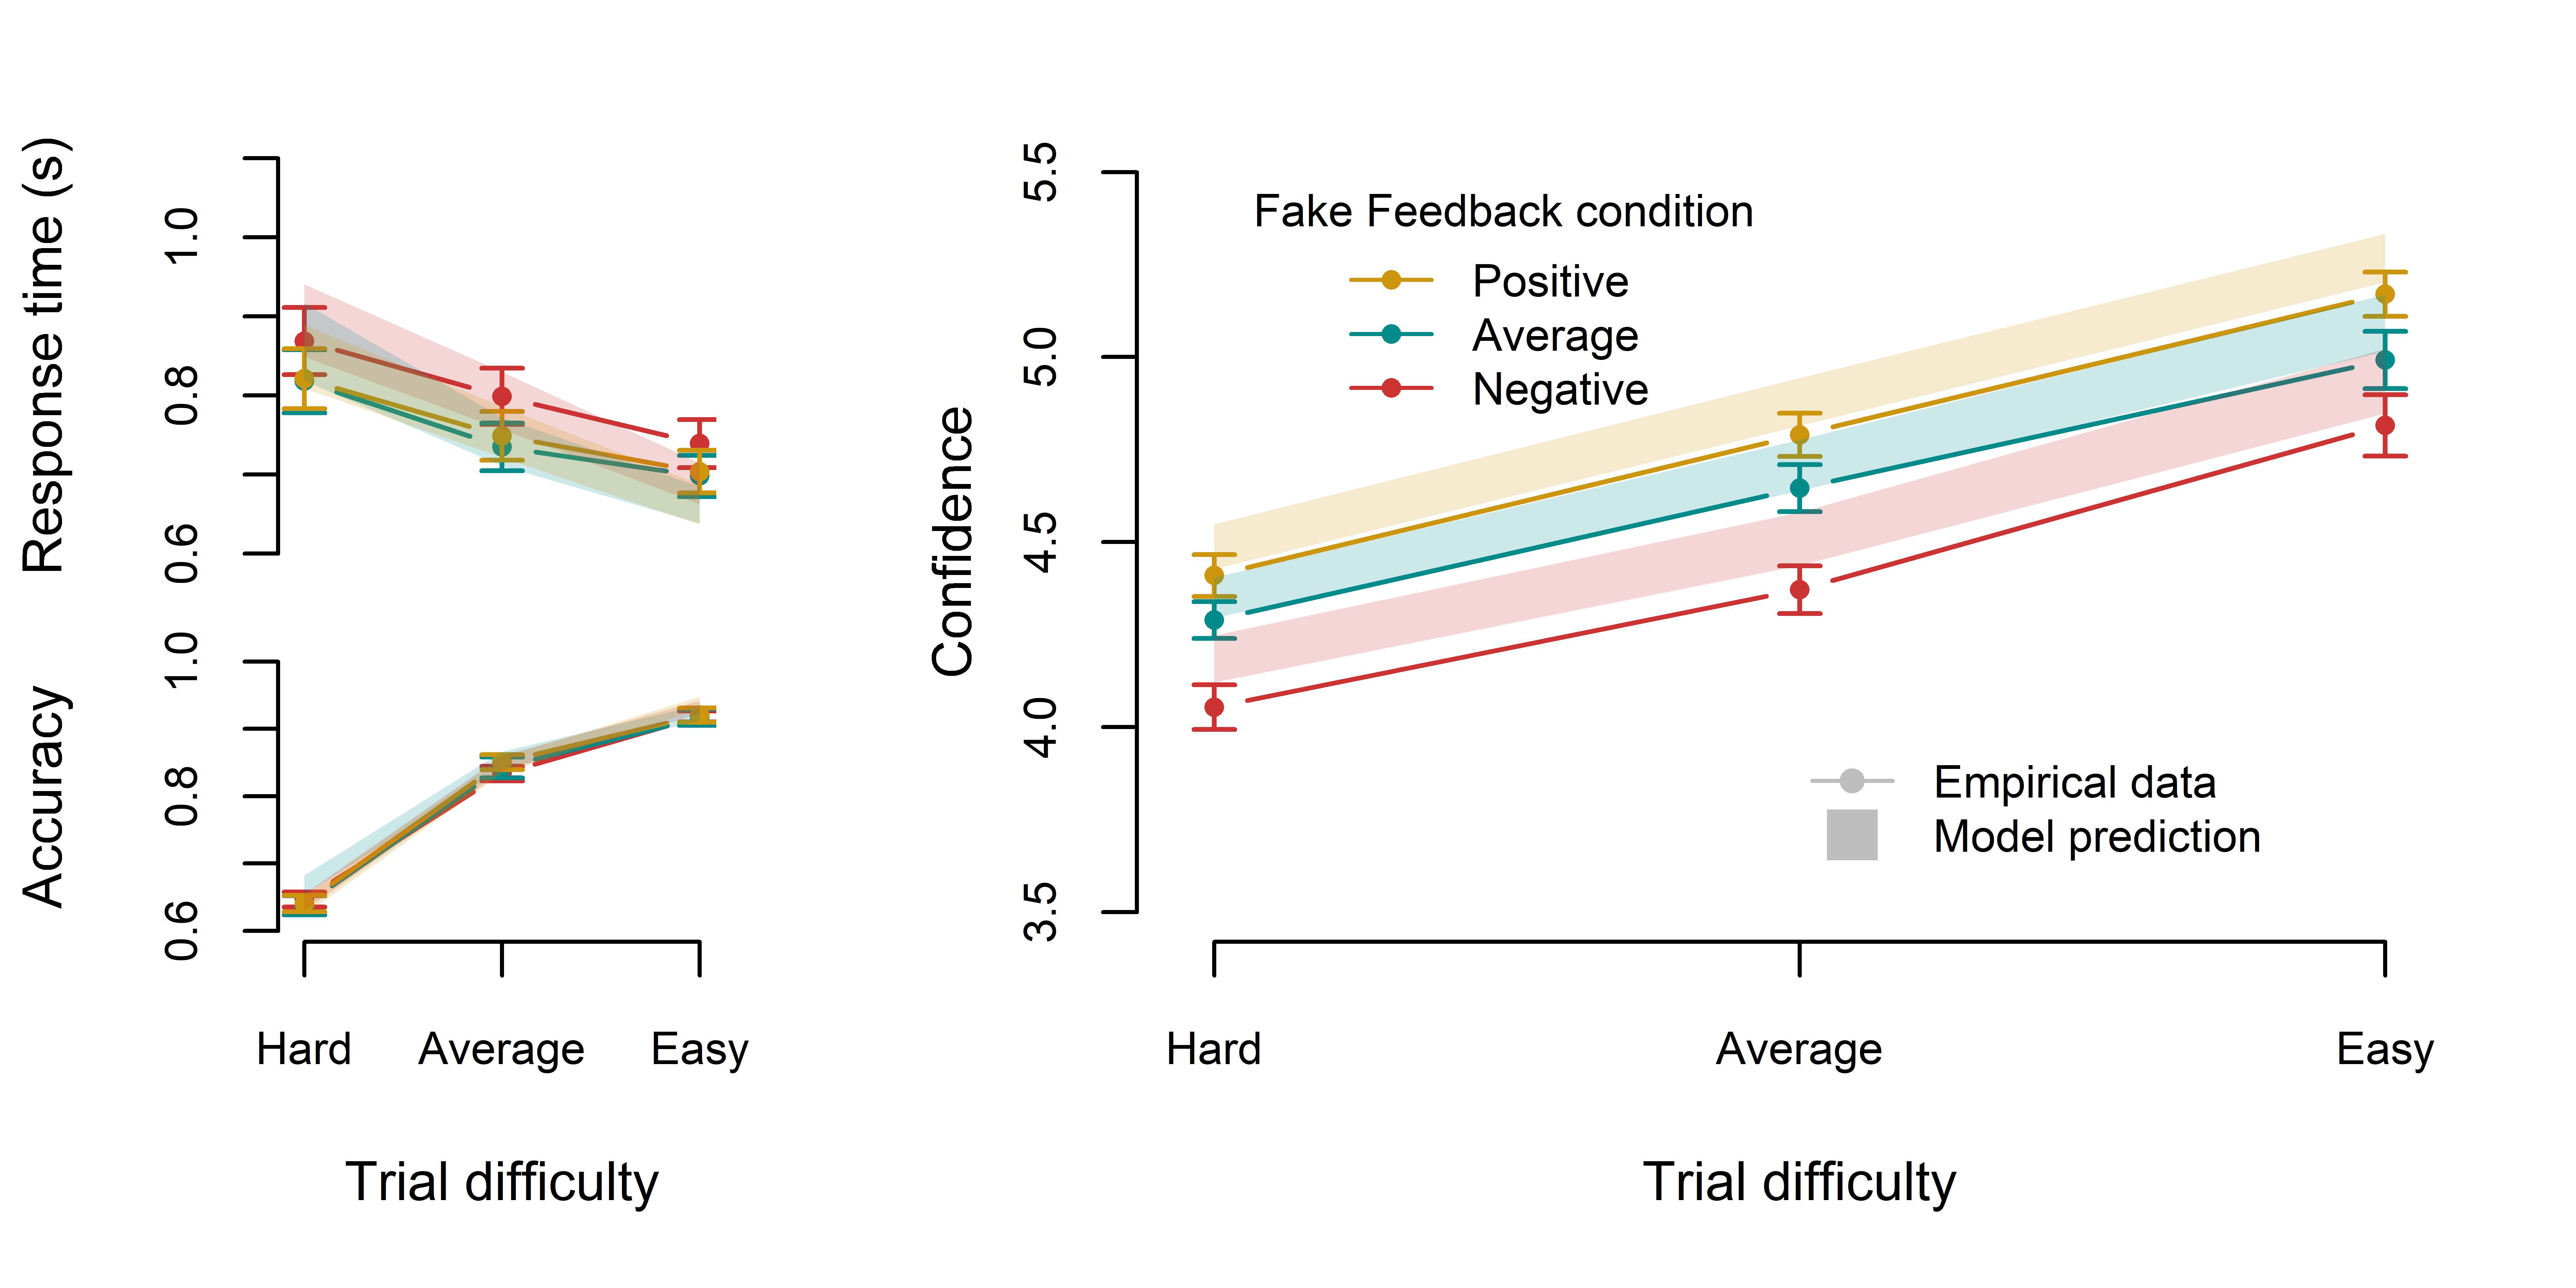 Response time (s)
1.0
0.8
0.6
Accuracy
1.0
0.8
0.6
Hard
Average
Easy
Trial difficulty
Confidence
5.5
5.0
4.5
4.0
3.5
Fake Feedback condition
Positive
Average
Negative
Empirical data
Model prediction
Hard
Average
Easy
Trial difficulty